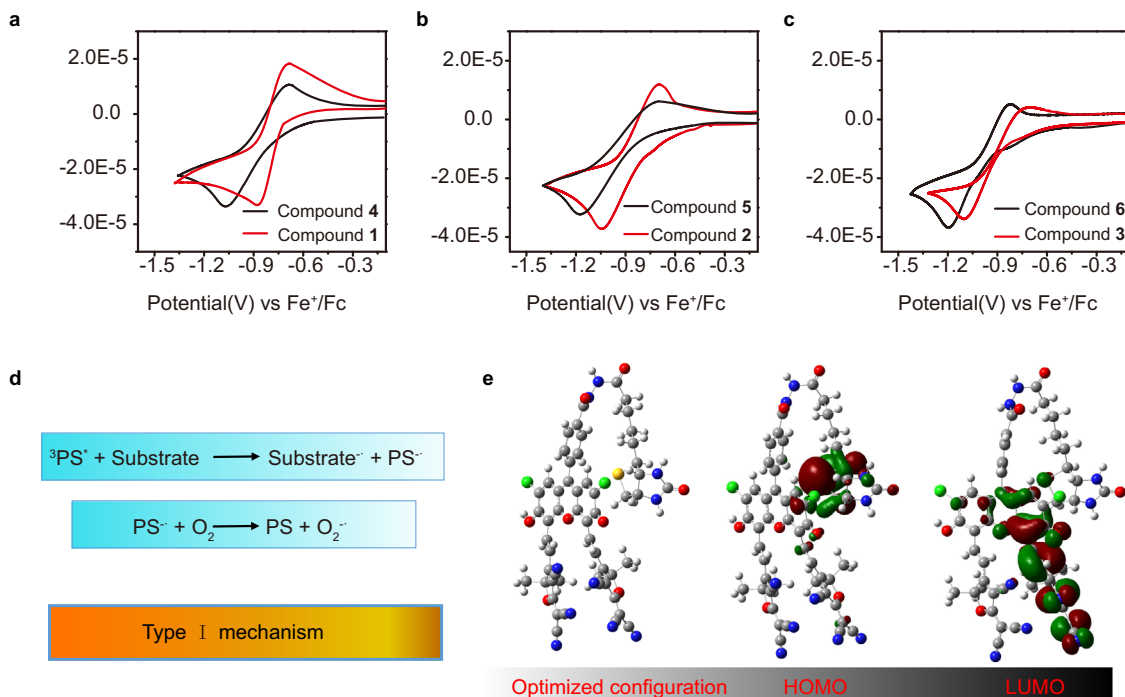 a
2.0E-5
0.0
-2.0E-5
-4.0E-5
Compound 4
Compound 1
-1.5 -1.2 -0.9 -0.6 -0.3
Potential(V) vs Fe⁺/Fc
b
2.0E-5
0.0
-2.0E-5
-4.0E-5
Compound 5
Compound 2
-1.5 -1.2 -0.9 -0.6 -0.3
Potential(V) vs Fe⁺/Fc
c
2.0E-5
0.0
-2.0E-5
-4.0E-5
Compound 6
Compound 3
-1.5 -1.2 -0.9 -0.6 -0.3
Potential(V) vs Fe⁺/Fc
d
³PS* + Substrate → Substrate⁻· + PS⁻·
PS⁻· + O₂ → PS + O₂⁻·
Type Ⅰ mechanism
e
Optimized configuration HOMO LUMO